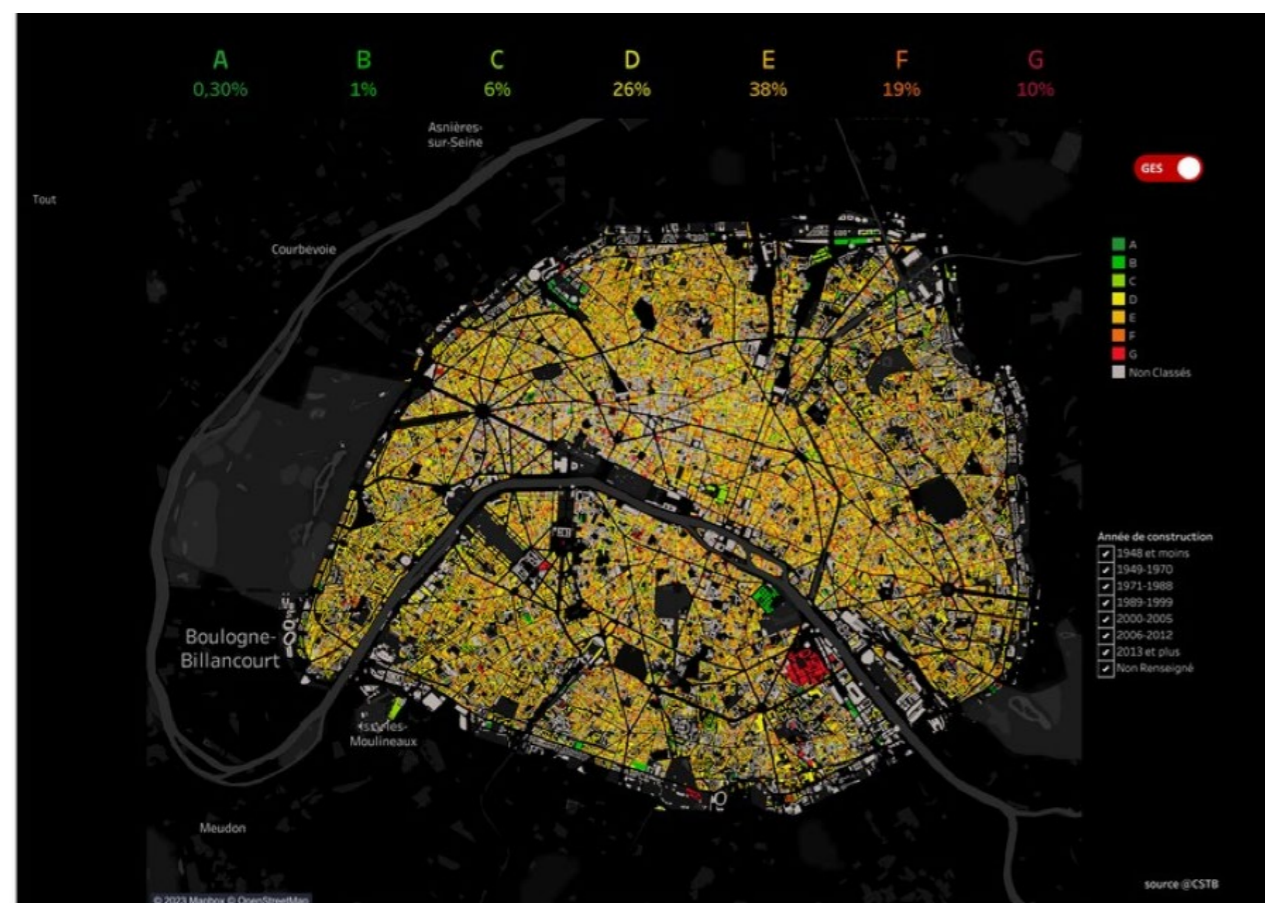 A
B
C
D
E
F
G
0,30%
1%
6%
26%
38%
19%
10%
Asnières-
sur-Seine
GES
Tout
Courbevoie
A
B
C
D
E
F
G
Non Classés
Année de construction
1948 et moins
1949-1970
1971-1988
1989-1999
2000-2005
2006-2012
2013 et plus
Non Renseigné
Boulogne-
Billancourt
Issy-les-
Moulineaux
Meudon
source @CSTB
© 2023 Mapbox © OpenStreetMap